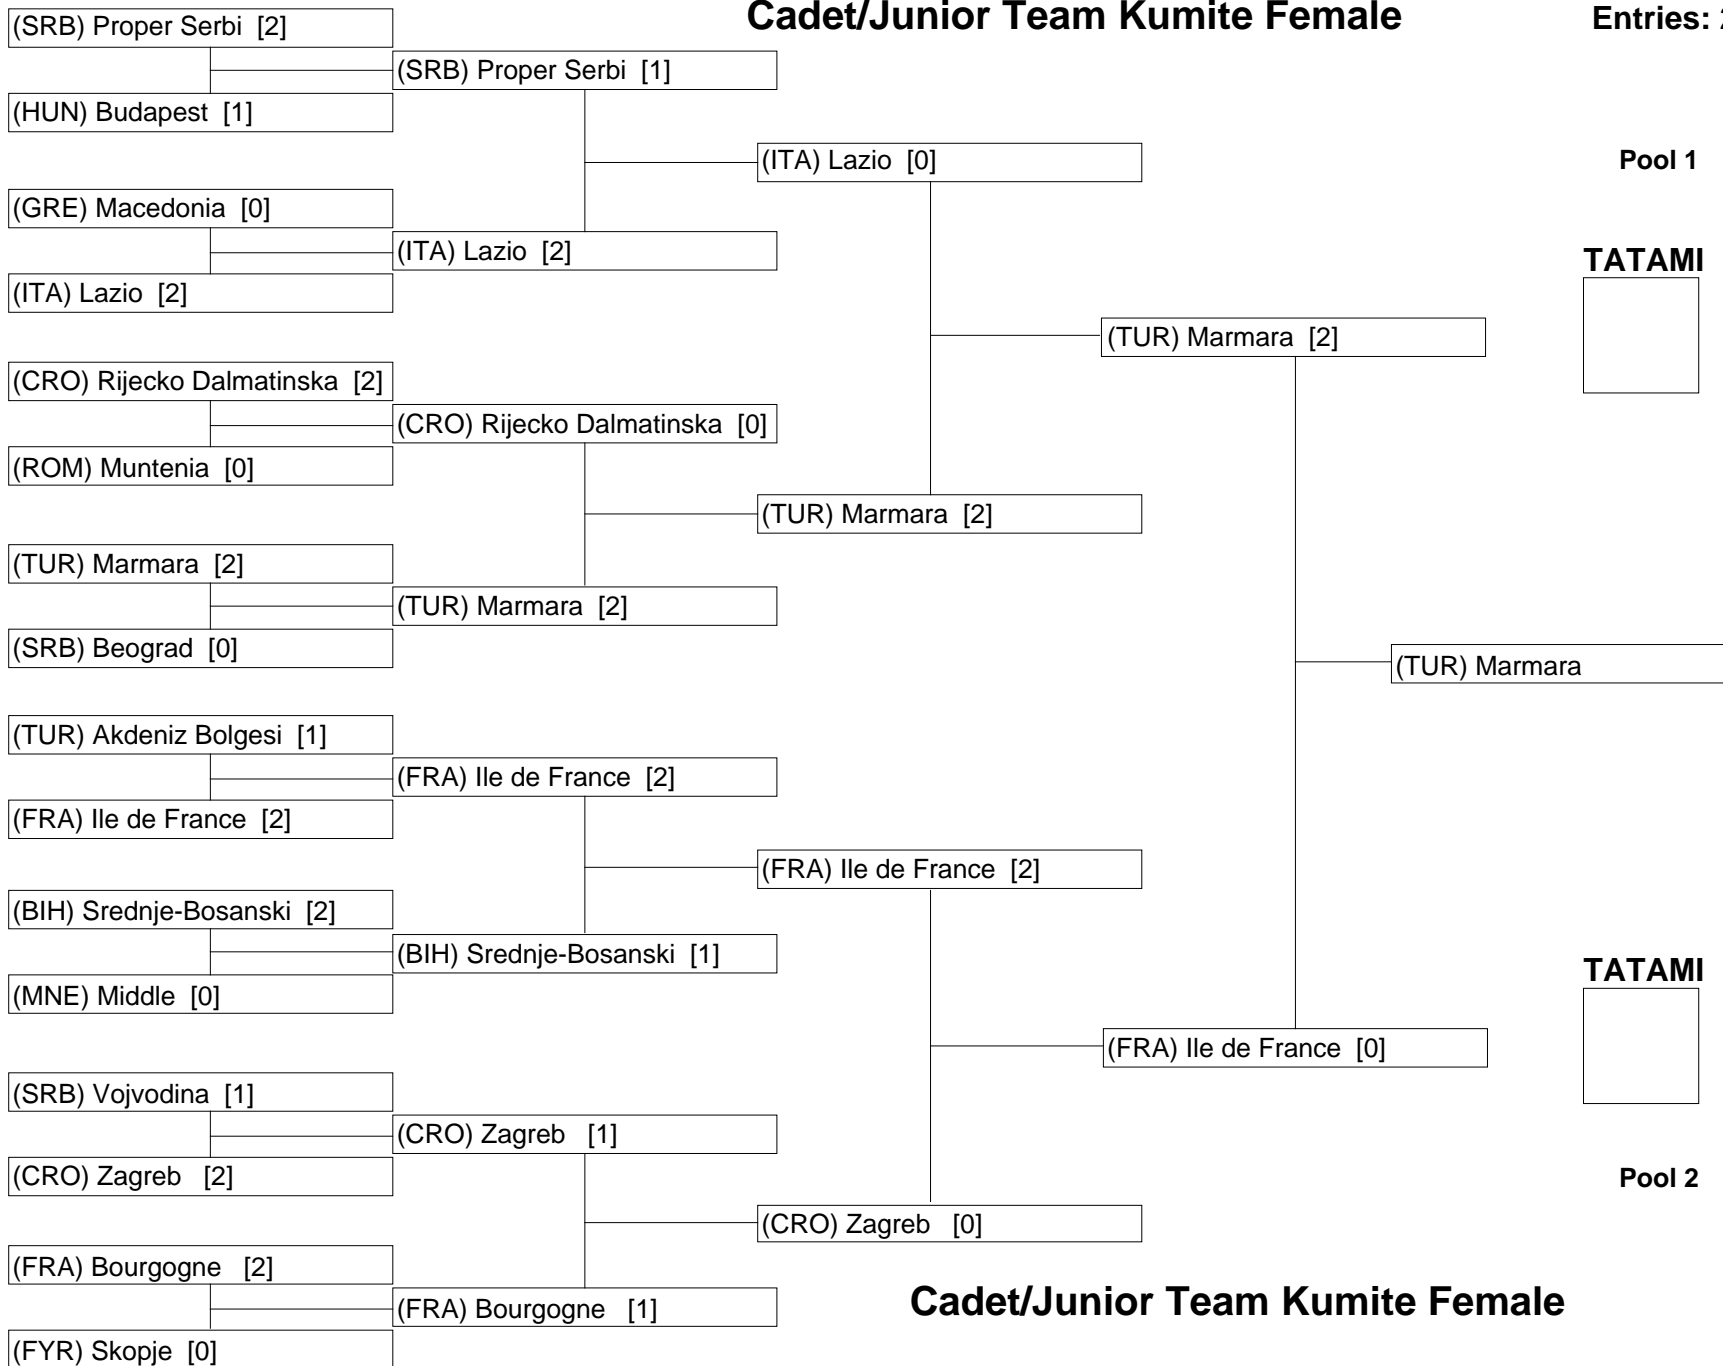 Cadet/Junior Team Kumite Female
Entries: 2
(SRB) Proper Serbi [2]
(SRB) Proper Serbi [1]
(HUN) Budapest [1]
(ITA) Lazio [0]
Pool 1
(GRE) Macedonia [0]
(ITA) Lazio [2]
TATAMI
(ITA) Lazio [2]
(TUR) Marmara [2]
(CRO) Rijecko Dalmatinska [2]
(CRO) Rijecko Dalmatinska [0]
(ROM) Muntenia [0]
(TUR) Marmara [2]
(TUR) Marmara [2]
(TUR) Marmara [2]
(SRB) Beograd [0]
(TUR) Marmara
(TUR) Akdeniz Bolgesi [1]
(FRA) Ile de France [2]
(FRA) Ile de France [2]
(FRA) Ile de France [2]
(BIH) Srednje-Bosanski [2]
(BIH) Srednje-Bosanski [1]
TATAMI
(MNE) Middle [0]
(FRA) Ile de France [0]
(SRB) Vojvodina [1]
(CRO) Zagreb [1]
(CRO) Zagreb [2]
Pool 2
(CRO) Zagreb [0]
(FRA) Bourgogne [2]
(FRA) Bourgogne [1]
Cadet/Junior Team Kumite Female
(FYR) Skopje [0]